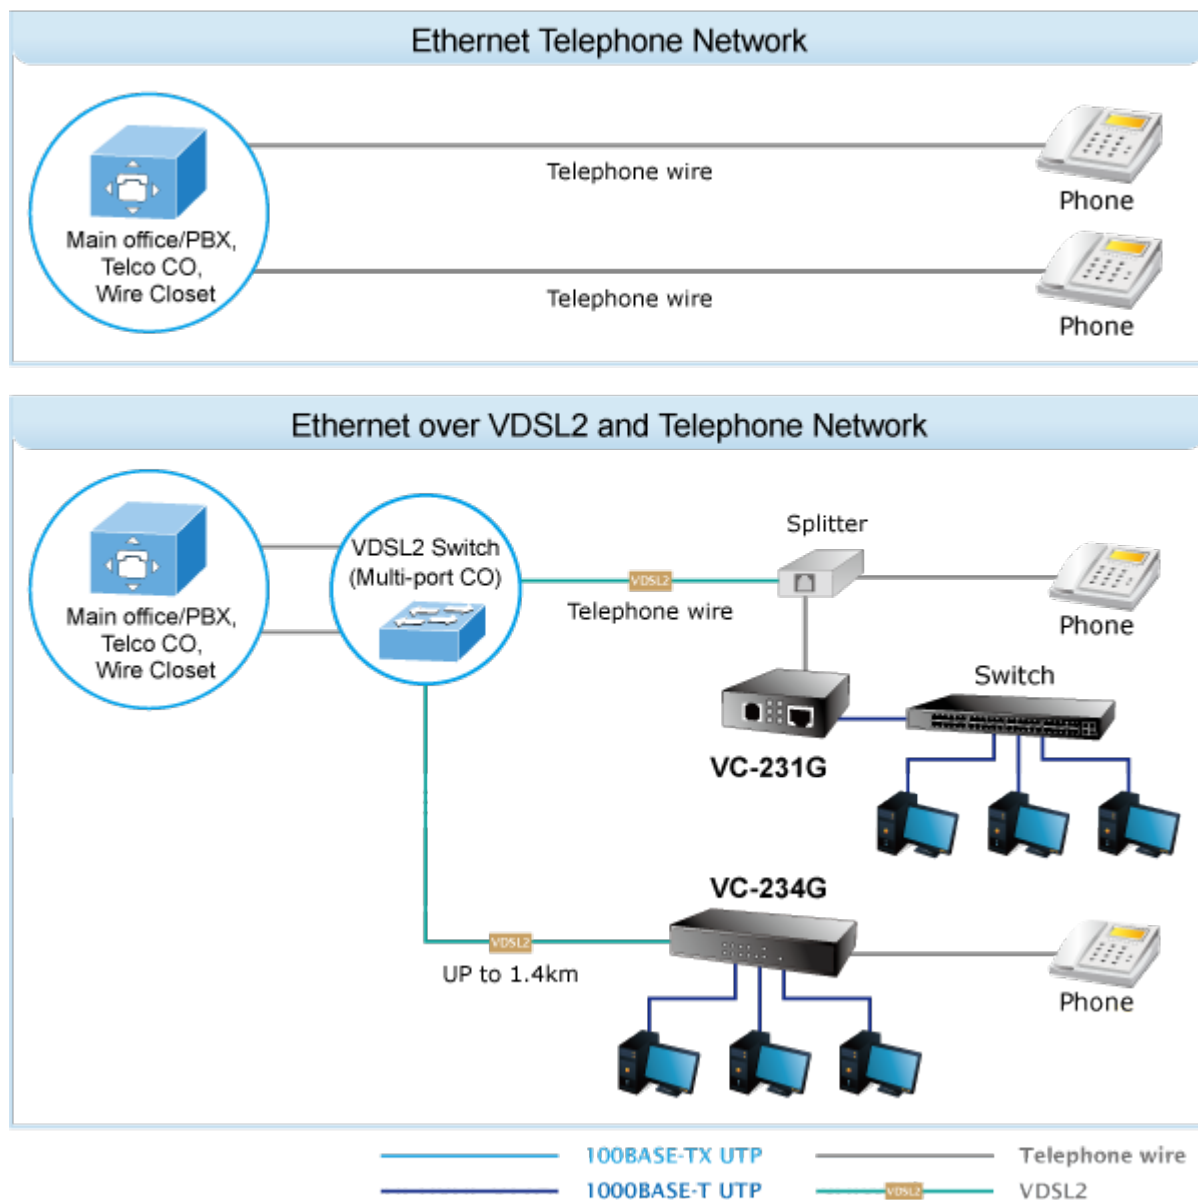 Ethernet Telephone Network
Telephone wire
Phone
Main office/PBX,
Telco CO,
Wire Closet
Telephone wire
Phone
Ethernet over VDSL2 and Telephone Network
Splitter
VDSL2 Switch
(Multi-port CO)
VDSL2
Telephone wire
Phone
Main office/PBX,
Telco CO,
Wire Closet
Switch
VC-231G
VC-234G
VDSL2
UP to 1.4km
Phone
100BASE-TX UTP
Telephone wire
1000BASE-T UTP
VDSL2
VDSL2